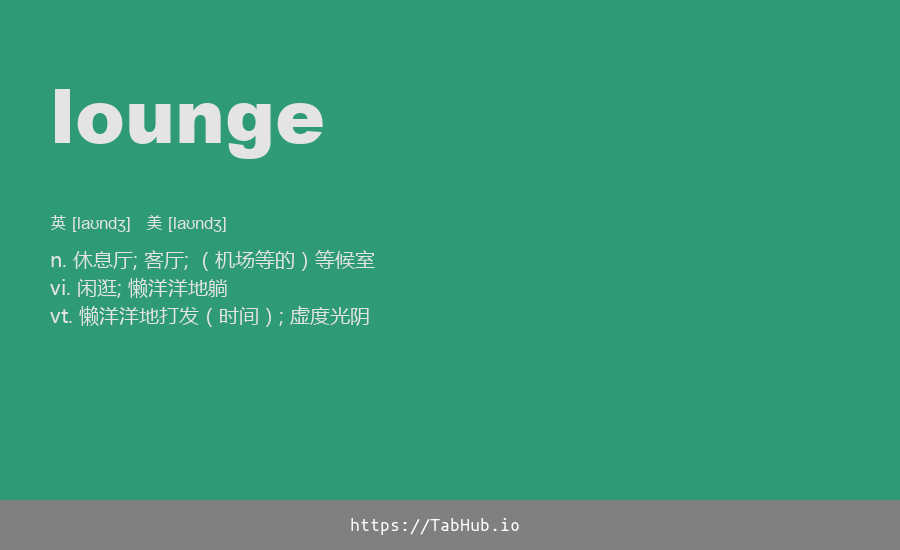 lounge
英 [laʊndʒ] 美 [laʊndʒ]
n. 休息厅; 客厅; （机场等的）等候室
vi. 闲逛; 懒洋洋地躺
vt. 懒洋洋地打发（时间）; 虚度光阴
https://TabHub.io